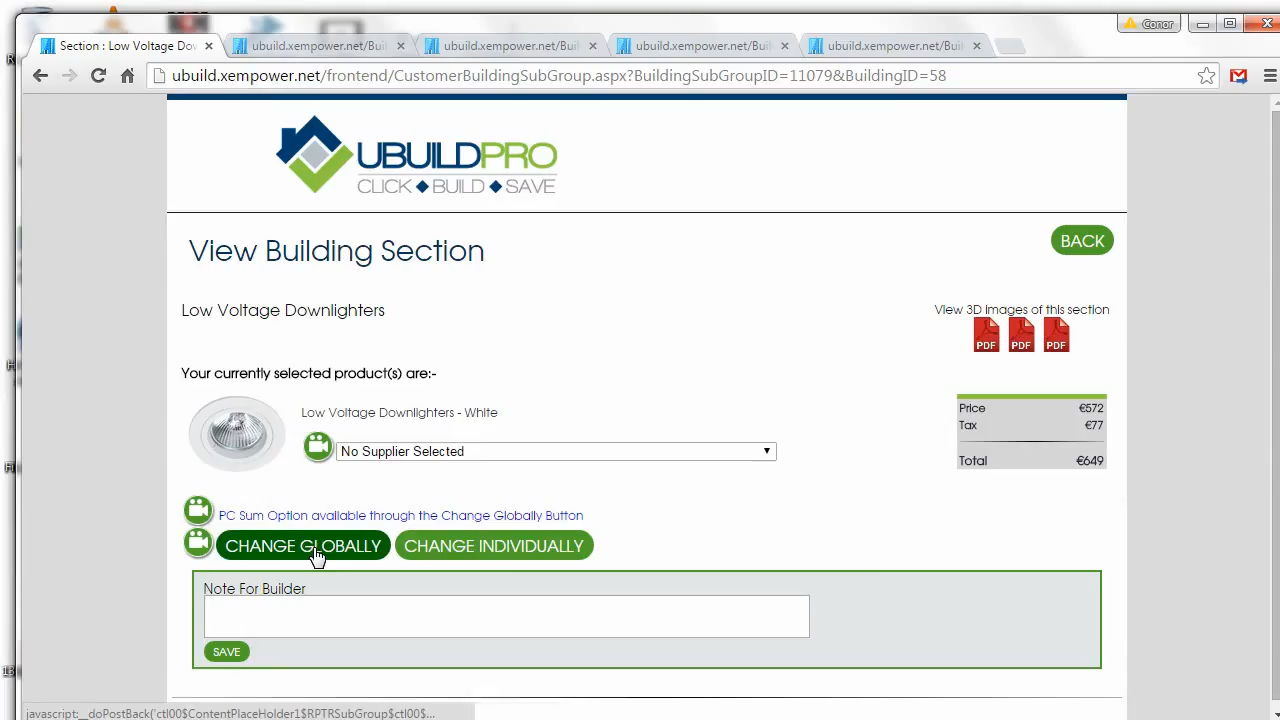 Conor
Section : Low Voltage Dov
ubuild.xempower.net/Buil
ubuild.xempower.net/Buil
ubuild.xempower.net/Buil
ubuild.xempower.net/Buil
ubuild.xempower.net/frontend/CustomerBuildingSubGroup.aspx?BuildingSubGroupID=11079&BuildingID=58
UBUILDPRO
CLICK ◆ BUILD ◆ SAVE
View Building Section
BACK
Low Voltage Downlighters
View 3D Images of this section
PDF PDF PDF
Your currently selected product(s) are:-
Low Voltage Downlighters - White
No Supplier Selected
Price €572
Tax €77
Total €649
PC Sum Option available through the Change Globally Button
CHANGE GLOBALLY CHANGE INDIVIDUALLY
Note For Builder
SAVE
javascript:__doPostBack('ctl00$ContentPlaceHolder1$RPTRSubGroup$ctl00$...